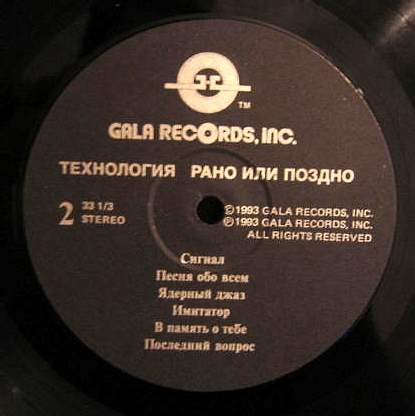 TM
GALA RECORDS, INC.
ТЕХНОЛОГИЯ РАНО ИЛИ ПОЗДНО
2 33 1/3
STEREO
©1993 GALA RECORDS, INC.
℗1993 GALA RECORDS, INC.
ALL RIGHTS RESERVED
Сигнал
Песня обо всем
Ядерный джаз
Имитатор
В память о тебе
Последний вопрос